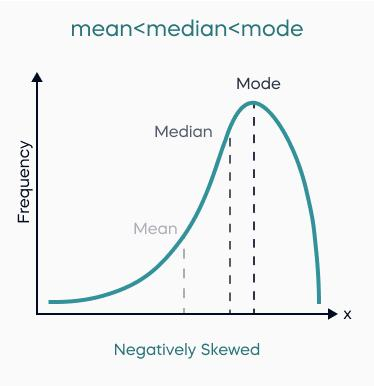 mean<median<mode
Mode
Median
Mean
Frequency
x
Negatively Skewed